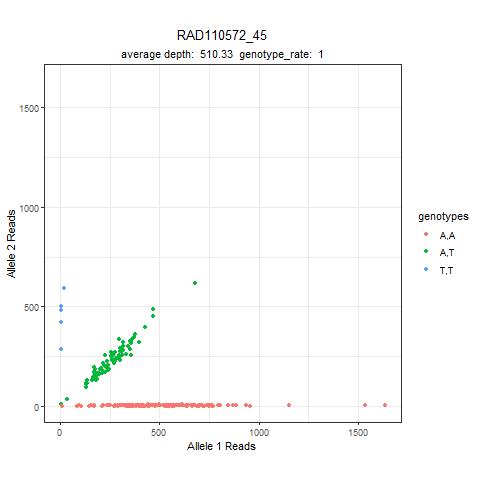 RAD110572_45
average depth: 510.33 genotype_rate: 1
1500
1000
500
0
Allele 2 Reads
0 500 1000 1500
Allele 1 Reads
genotypes
A,A
A,T
T,T